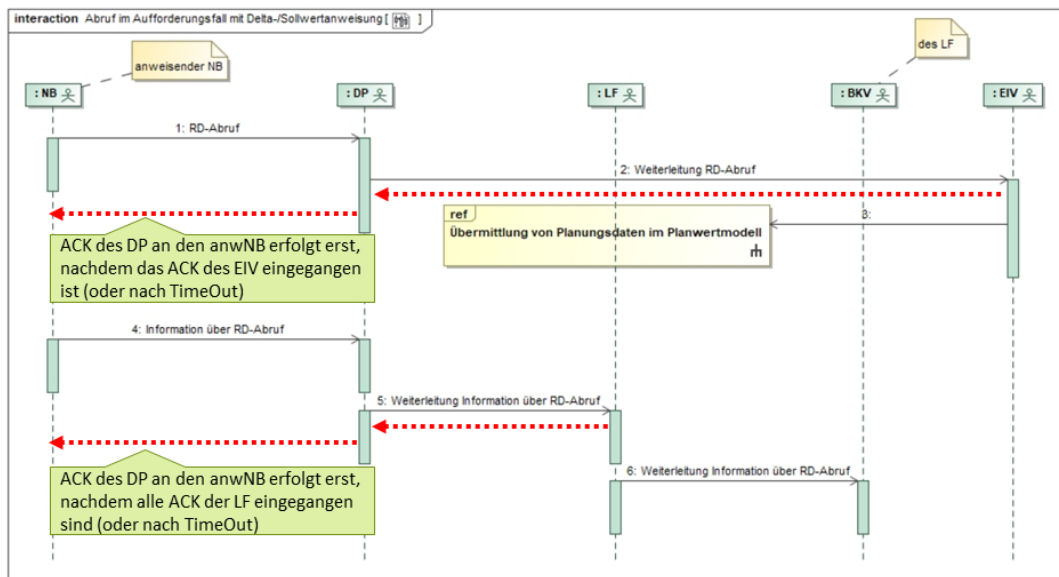 interaction Abruf im Aufforderungsfall mit Delta-/Sollwertanweisung[ ]
anweisender NB
des LF
: NB
: DP
: LF
: BKV
: EIV
1: RD-Abruf
2: Weiterleitung RD-Abruf
3:
ref
Übermittlung von Planungsdaten im Planwertmodell
ACK des DP an den anwNB erfolgt erst,
nachdem das ACK des EIV eingegangen
ist (oder nach TimeOut)
4: Information über RD-Abruf
5: Weiterleitung Information über RD-Abruf
ACK des DP an den anwNB erfolgt erst,
nachdem alle ACK der LF eingegangen
sind (oder nach TimeOut)
6: Weiterleitung Information über RD-Abruf